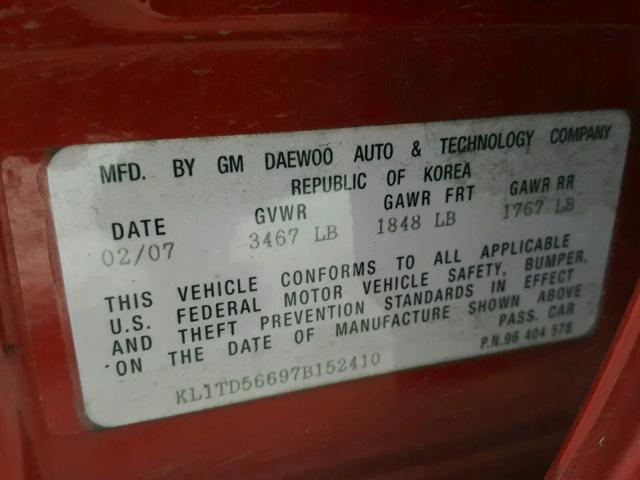 MFD. BY GM DAEWOO AUTO & TECHNOLOGY COMPANY
REPUBLIC OF KOREA
DATE GVWR GAWR FRT GAWR RR
02/07 3467 LB 1848 LB 1767 LB
THIS VEHICLE CONFORMS TO ALL APPLICABLE
U.S. FEDERAL MOTOR VEHICLE SAFETY, BUMPER,
AND THEFT PREVENTION STANDARDS IN EFFECT
ON THE DATE OF MANUFACTURE SHOWN ABOVE
PASS. CAR
KL1TD56697B152410 P.N.96 404 578